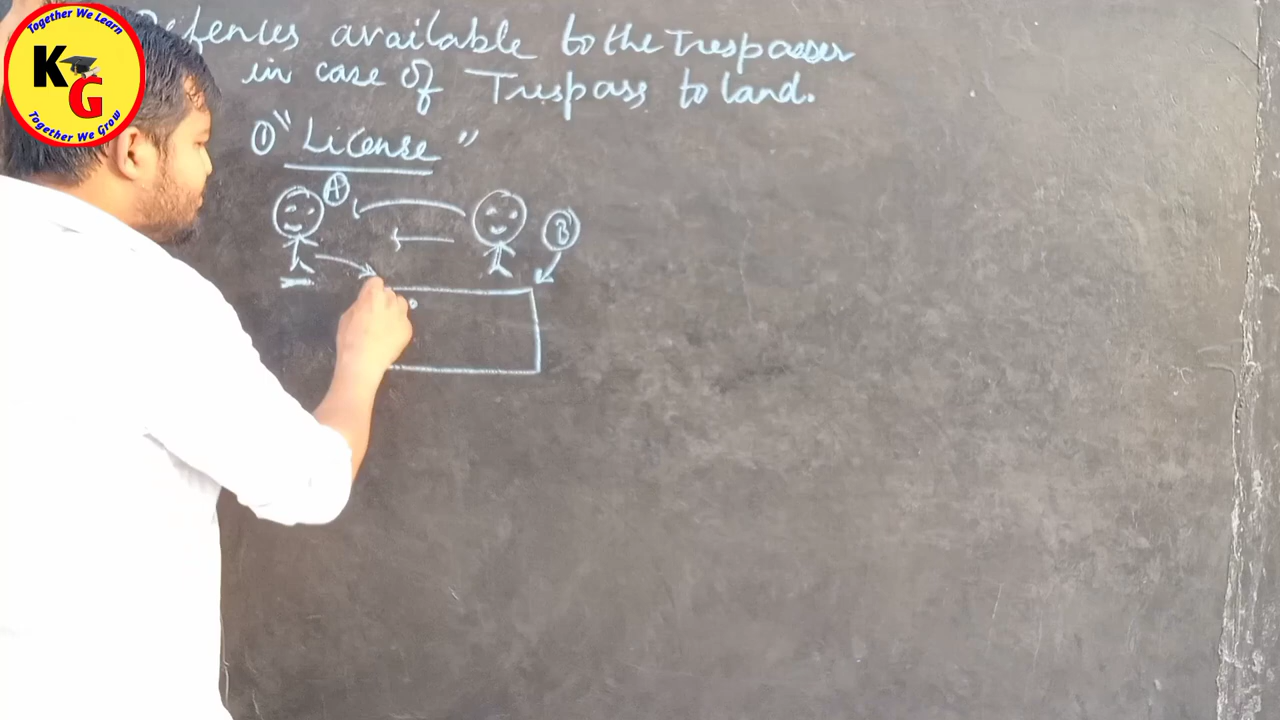 Together We Learn
KG
Together We Grow
Defences available to the Trespasser
in case of Trespass to land.
① "License"
A
B